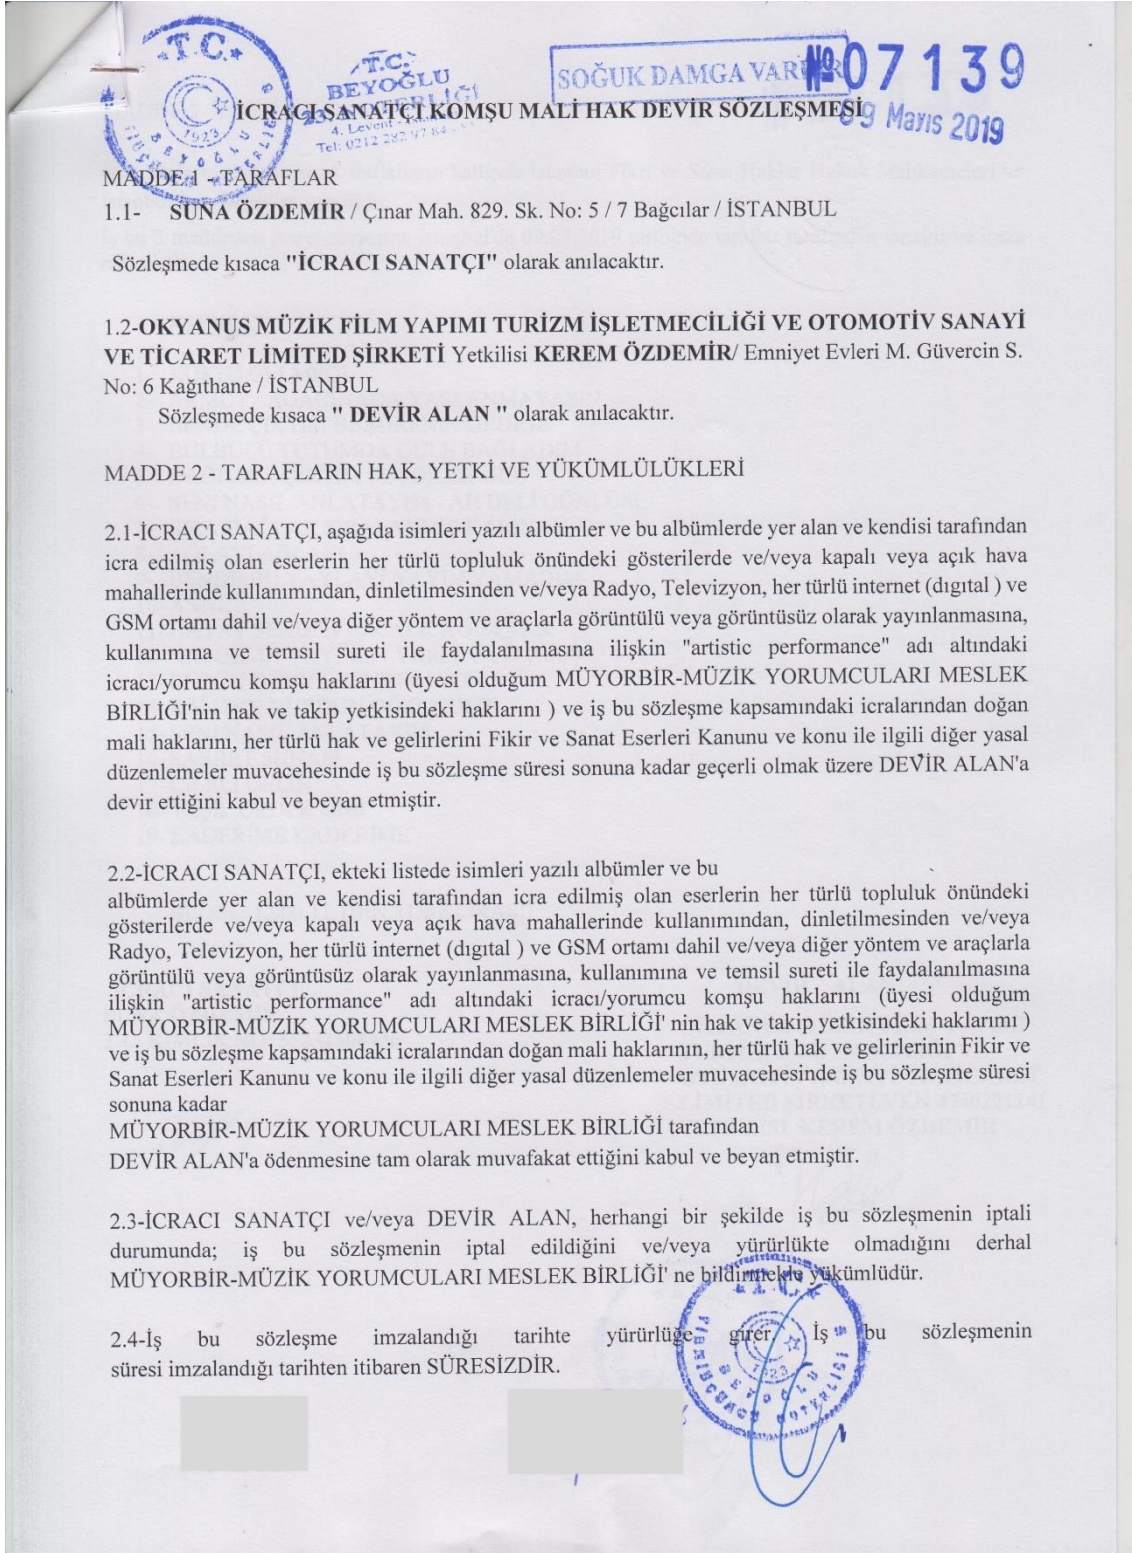 T.C.
BEYOĞLU
1923
T.C.
BEYOĞLU
23. NOTERLİĞİ
4. Levent
Tel: 0212 282 97 84
SOĞUK DAMGA VARDIR
№ 07139
09 Mayıs 2019
İCRACI SANATÇI KOMŞU MALİ HAK DEVİR SÖZLEŞMESİ
MADDE 1 - TARAFLAR
1.1- SUNA ÖZDEMİR / Çınar Mah. 829. Sk. No: 5 / 7 Bağcılar / İSTANBUL
Sözleşmede kısaca "İCRACI SANATÇI" olarak anılacaktır.
1.2-OKYANUS MÜZİK FİLM YAPIMI TURİZM İŞLETMECİLİĞİ VE OTOMOTİV SANAYİ
VE TİCARET LİMİTED ŞİRKETİ Yetkilisi KEREM ÖZDEMİR/ Emniyet Evleri M. Güvercin S.
No: 6 Kağıthane / İSTANBUL
Sözleşmede kısaca " DEVİR ALAN " olarak anılacaktır.
MADDE 2 - TARAFLARIN HAK, YETKİ VE YÜKÜMLÜLÜKLERİ
2.1-İCRACI SANATÇI, aşağıda isimleri yazılı albümler ve bu albümlerde yer alan ve kendisi tarafından
icra edilmiş olan eserlerin her türlü topluluk önündeki gösterilerde ve/veya kapalı veya açık hava
mahallerinde kullanımından, dinletilmesinden ve/veya Radyo, Televizyon, her türlü internet (dıgıtal ) ve
GSM ortamı dahil ve/veya diğer yöntem ve araçlarla görüntülü veya görüntüsüz olarak yayınlanmasına,
kullanımına ve temsil sureti ile faydalanılmasına ilişkin "artistic performance" adı altındaki
icracı/yorumcu komşu haklarını (üyesi olduğum MÜYORBİR-MÜZİK YORUMCULARI MESLEK
BİRLİĞİ'nin hak ve takip yetkisindeki haklarını ) ve iş bu sözleşme kapsamındaki icralarından doğan
mali haklarını, her türlü hak ve gelirlerini Fikir ve Sanat Eserleri Kanunu ve konu ile ilgili diğer yasal
düzenlemeler muvacehesinde iş bu sözleşme süresi sonuna kadar geçerli olmak üzere DEVİR ALAN'a
devir ettiğini kabul ve beyan etmiştir.
2.2-İCRACI SANATÇI, ekteki listede isimleri yazılı albümler ve bu
albümlerde yer alan ve kendisi tarafından icra edilmiş olan eserlerin her türlü topluluk önündeki
gösterilerde ve/veya kapalı veya açık hava mahallerinde kullanımından, dinletilmesinden ve/veya
Radyo, Televizyon, her türlü internet (dıgıtal ) ve GSM ortamı dahil ve/veya diğer yöntem ve araçlarla
görüntülü veya görüntüsüz olarak yayınlanmasına, kullanımına ve temsil sureti ile faydalanılmasına
ilişkin "artistic performance" adı altındaki icracı/yorumcu komşu haklarını (üyesi olduğum
MÜYORBİR-MÜZİK YORUMCULARI MESLEK BİRLİĞİ' nin hak ve takip yetkisindeki haklarımı )
ve iş bu sözleşme kapsamındaki icralarından doğan mali haklarının, her türlü hak ve gelirlerinin Fikir ve
Sanat Eserleri Kanunu ve konu ile ilgili diğer yasal düzenlemeler muvacehesinde iş bu sözleşme süresi
sonuna kadar
MÜYORBİR-MÜZİK YORUMCULARI MESLEK BİRLİĞİ tarafından
DEVİR ALAN'a ödenmesine tam olarak muvafakat ettiğini kabul ve beyan etmiştir.
2.3-İCRACI SANATÇI ve/veya DEVİR ALAN, herhangi bir şekilde iş bu sözleşmenin iptali
durumunda; iş bu sözleşmenin iptal edildiğini ve/veya yürürlükte olmadığını derhal
MÜYORBİR-MÜZİK YORUMCULARI MESLEK BİRLİĞİ' ne bildirmekle yükümlüdür.
2.4-İş bu sözleşme imzalandığı tarihte yürürlüğe girer. İş bu sözleşmenin
süresi imzalandığı tarihten itibaren SÜRESİZDİR.
T.C.
1923
BEYOĞLU